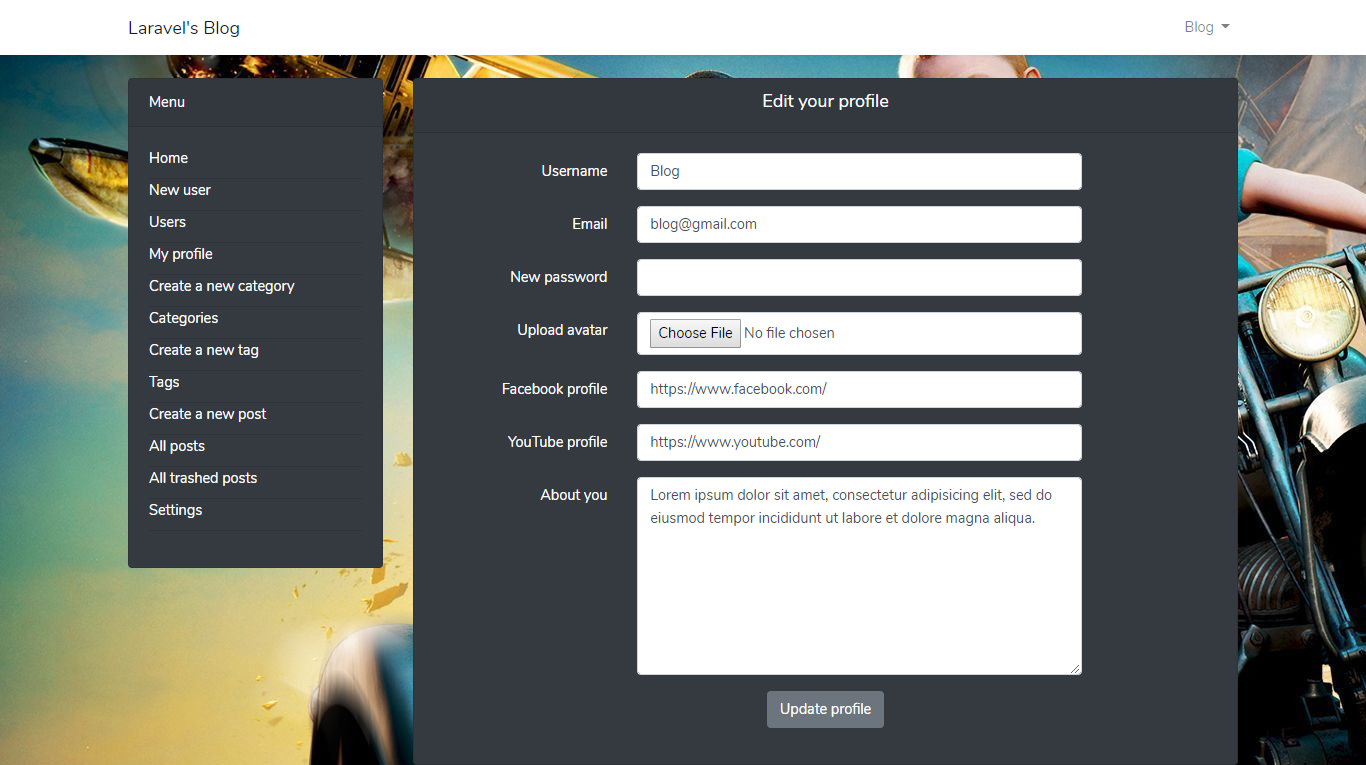 Laravel's Blog
Blog
Menu
Home
New user
Users
My profile
Create a new category
Categories
Create a new tag
Tags
Create a new post
All posts
All trashed posts
Settings
Edit your profile
Username
Blog
Email
blog@gmail.com
New password
Upload avatar
Choose File No file chosen
Facebook profile
https://www.facebook.com/
YouTube profile
https://www.youtube.com/
About you
Lorem ipsum dolor sit amet, consectetur adipisicing elit, sed do
eiusmod tempor incididunt ut labore et dolore magna aliqua.
Update profile